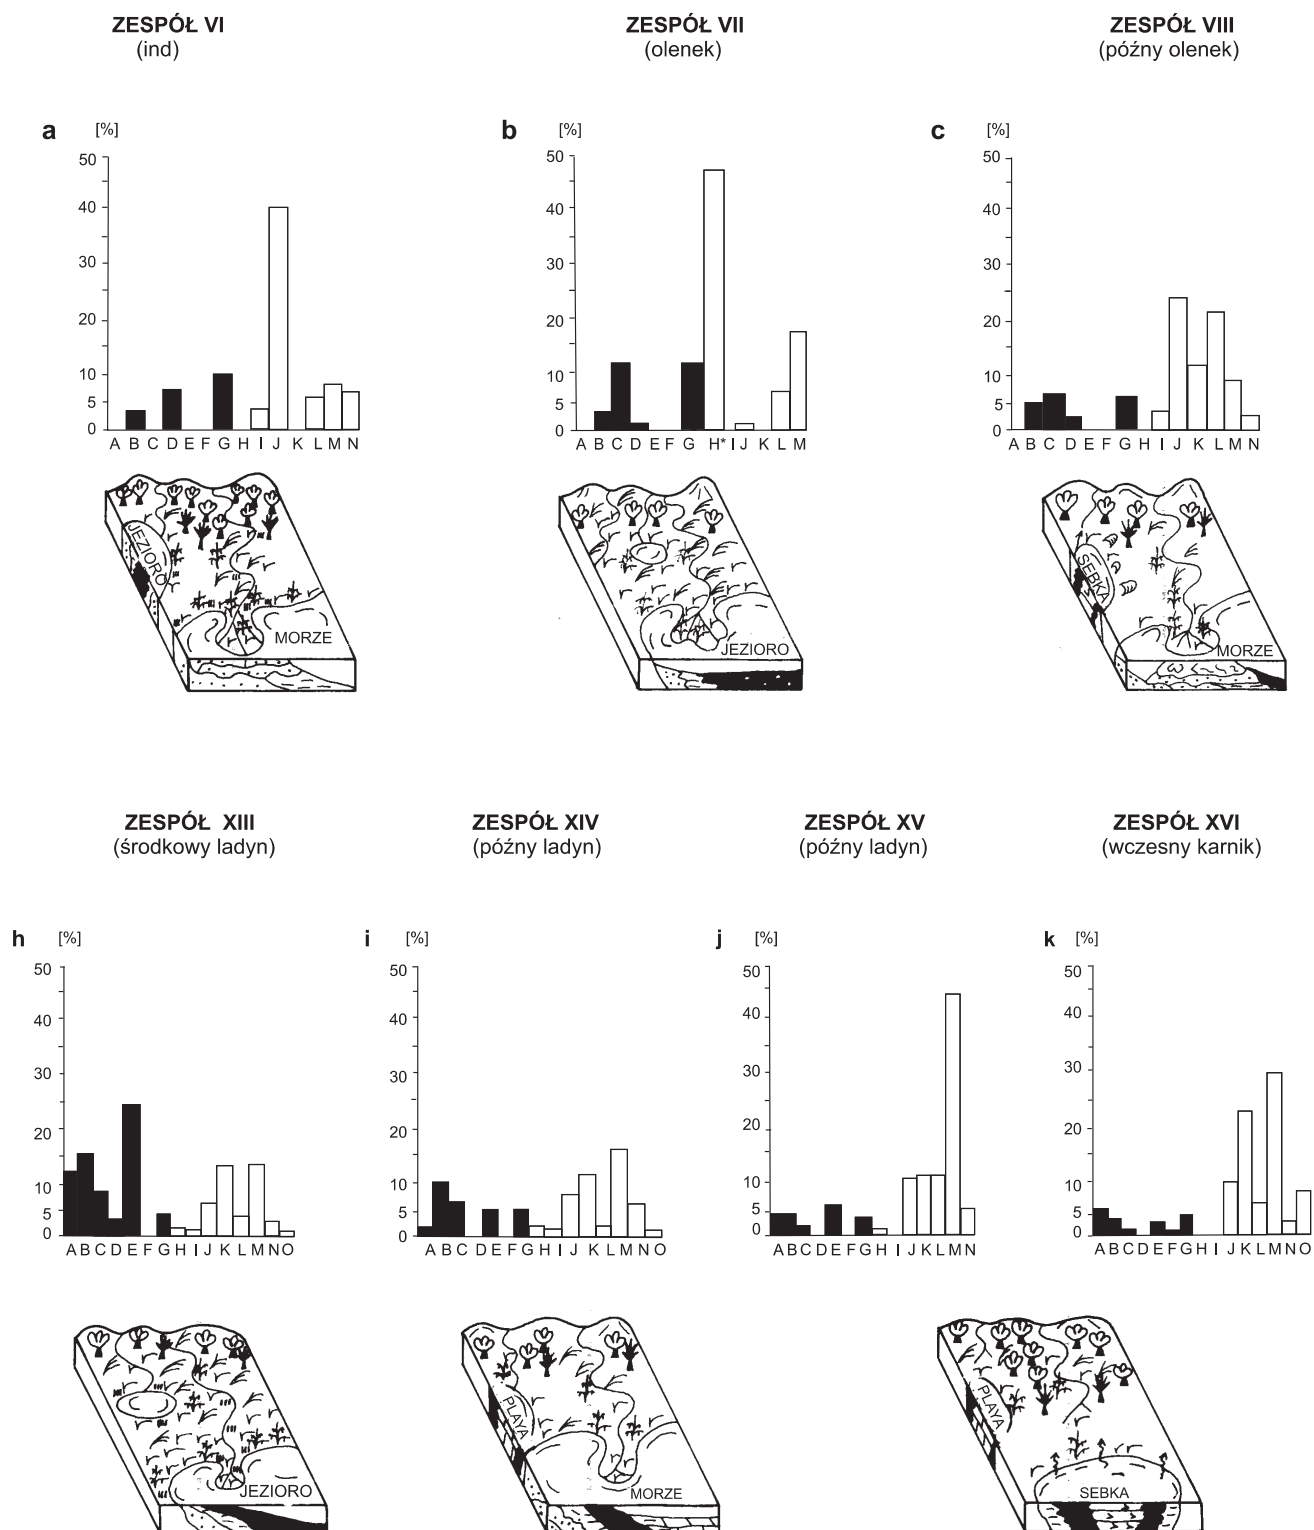 ZESPÓŁ VI
(ind)
ZESPÓŁ VII
(olenek)
ZESPÓŁ VIII
(późny olenek)
a [%]
50
40
30
20
10
5
0
A B C D E F G H I J K L M N
JEZIORO
MORZE
b [%]
50
40
30
20
10
5
0
A B C D E F G H* I J K L M
JEZIORO
c [%]
50
40
30
20
10
5
0
A B C D E F G H I J K L M N
SEBKA
MORZE
ZESPÓŁ XIII
(środkowy ladyn)
ZESPÓŁ XIV
(późny ladyn)
ZESPÓŁ XV
(późny ladyn)
ZESPÓŁ XVI
(wczesny karnik)
h [%]
50
40
30
20
10
5
0
A B C D E F G H I J K L M N O
JEZIORO
i [%]
50
40
30
20
10
5
0
A B C D E F G H I J K L M N O
PLAYA
MORZE
j [%]
50
40
30
20
10
5
0
A B C D E F G H I J K L M N
k [%]
50
40
30
20
10
5
0
A B C D E F G H I J K L M N O
PLAYA
SEBKA